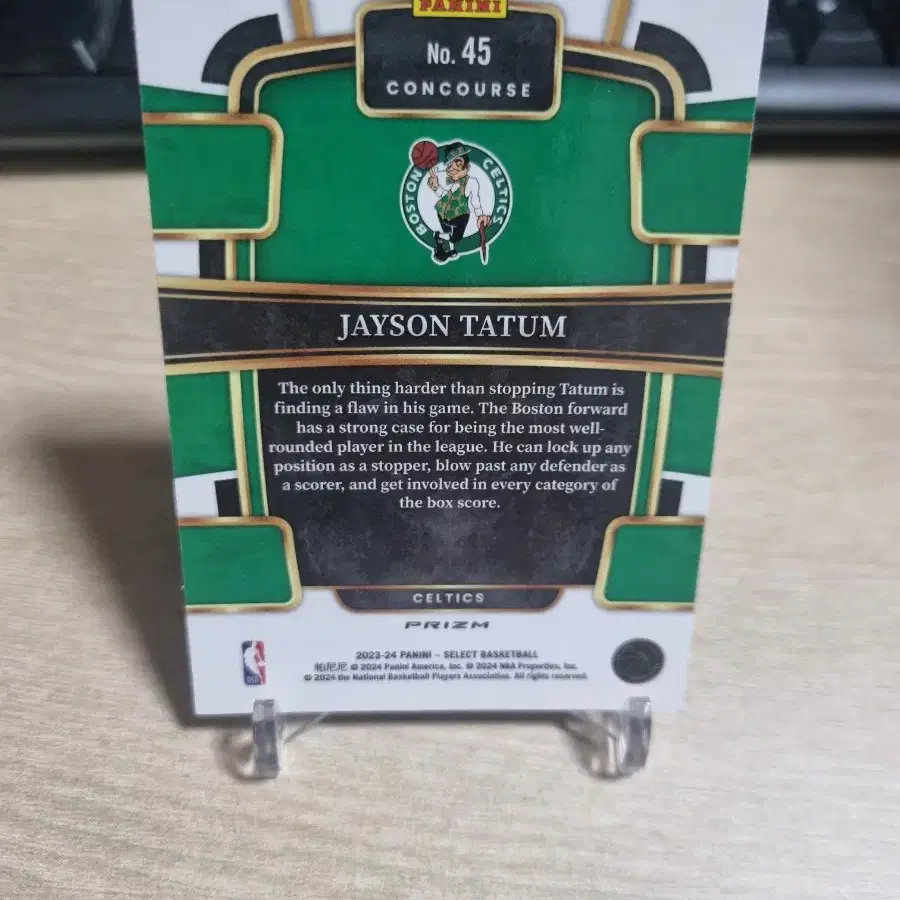 PANINI
No. 45
CONCOURSE
BOSTON CELTICS
JAYSON TATUM
The only thing harder than stopping Tatum is
finding a flaw in his game. The Boston forward
has a strong case for being the most well-
rounded player in the league. He can lock up any
position as a stopper, blow past any defender as
a scorer, and get involved in every category of
the box score.
CELTICS
PRIZM
2023-24 PANINI – SELECT BASKETBALL
帕尼尼 © 2024 Panini America, Inc. © 2024 NBA Properties, Inc.
© 2024 the National Basketball Players Association. All rights reserved.
NBA